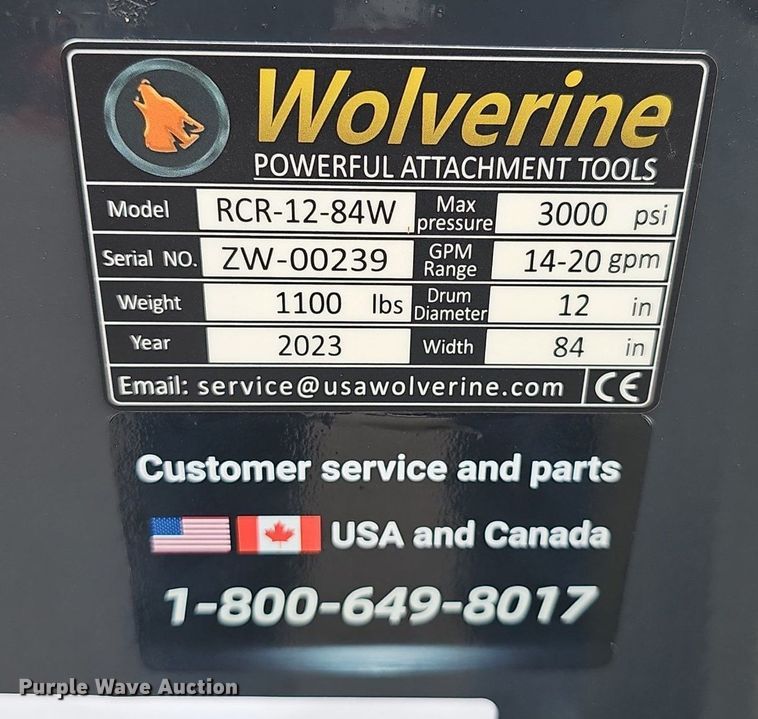 Wolverine
POWERFUL ATTACHMENT TOOLS
Model RCR-12-84W Max pressure 3000 psi
Serial NO. ZW-00239 GPM Range 14-20 gpm
Weight 1100 lbs Drum Diameter 12 in
Year 2023 Width 84 in
Email: service@usawolverine.com CE
Customer service and parts
USA and Canada
1-800-649-8017
Purple Wave Auction